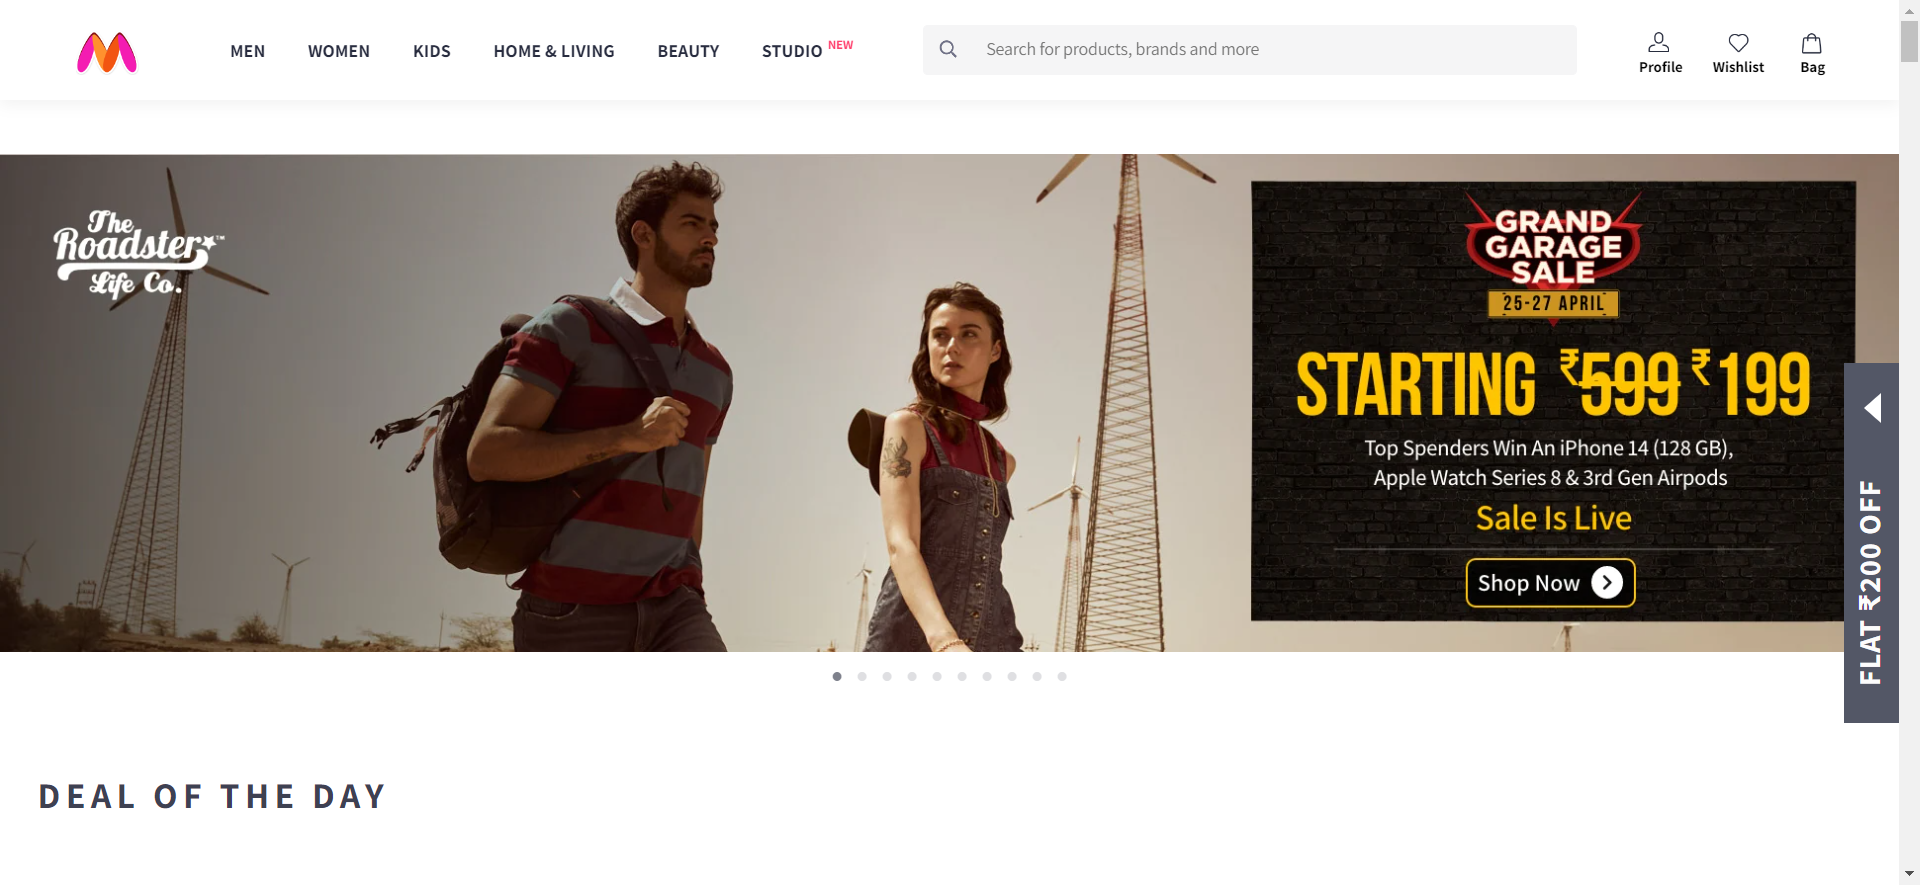 MEN
WOMEN
KIDS
HOME & LIVING
BEAUTY
STUDIO NEW
Search for products, brands and more
Profile
Wishlist
Bag
The
Roadster™
Life Co.
GRAND
GARAGE
SALE
25-27 APRIL
STARTING ₹599 ₹199
Top Spenders Win An iPhone 14 (128 GB),
Apple Watch Series 8 & 3rd Gen Airpods
Sale Is Live
Shop Now
FLAT ₹200 OFF
DEAL OF THE DAY